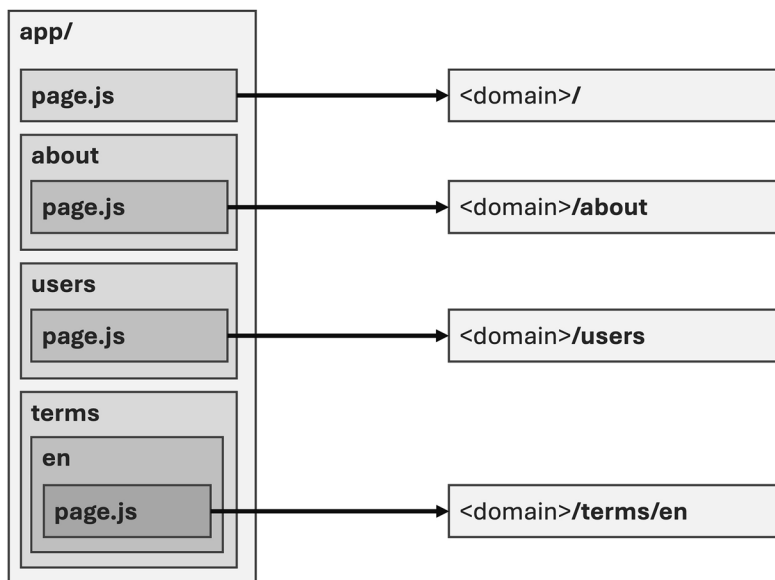 app/
page.js
<domain>/
about
page.js
<domain>/about
users
page.js
<domain>/users
terms
en
page.js
<domain>/terms/en